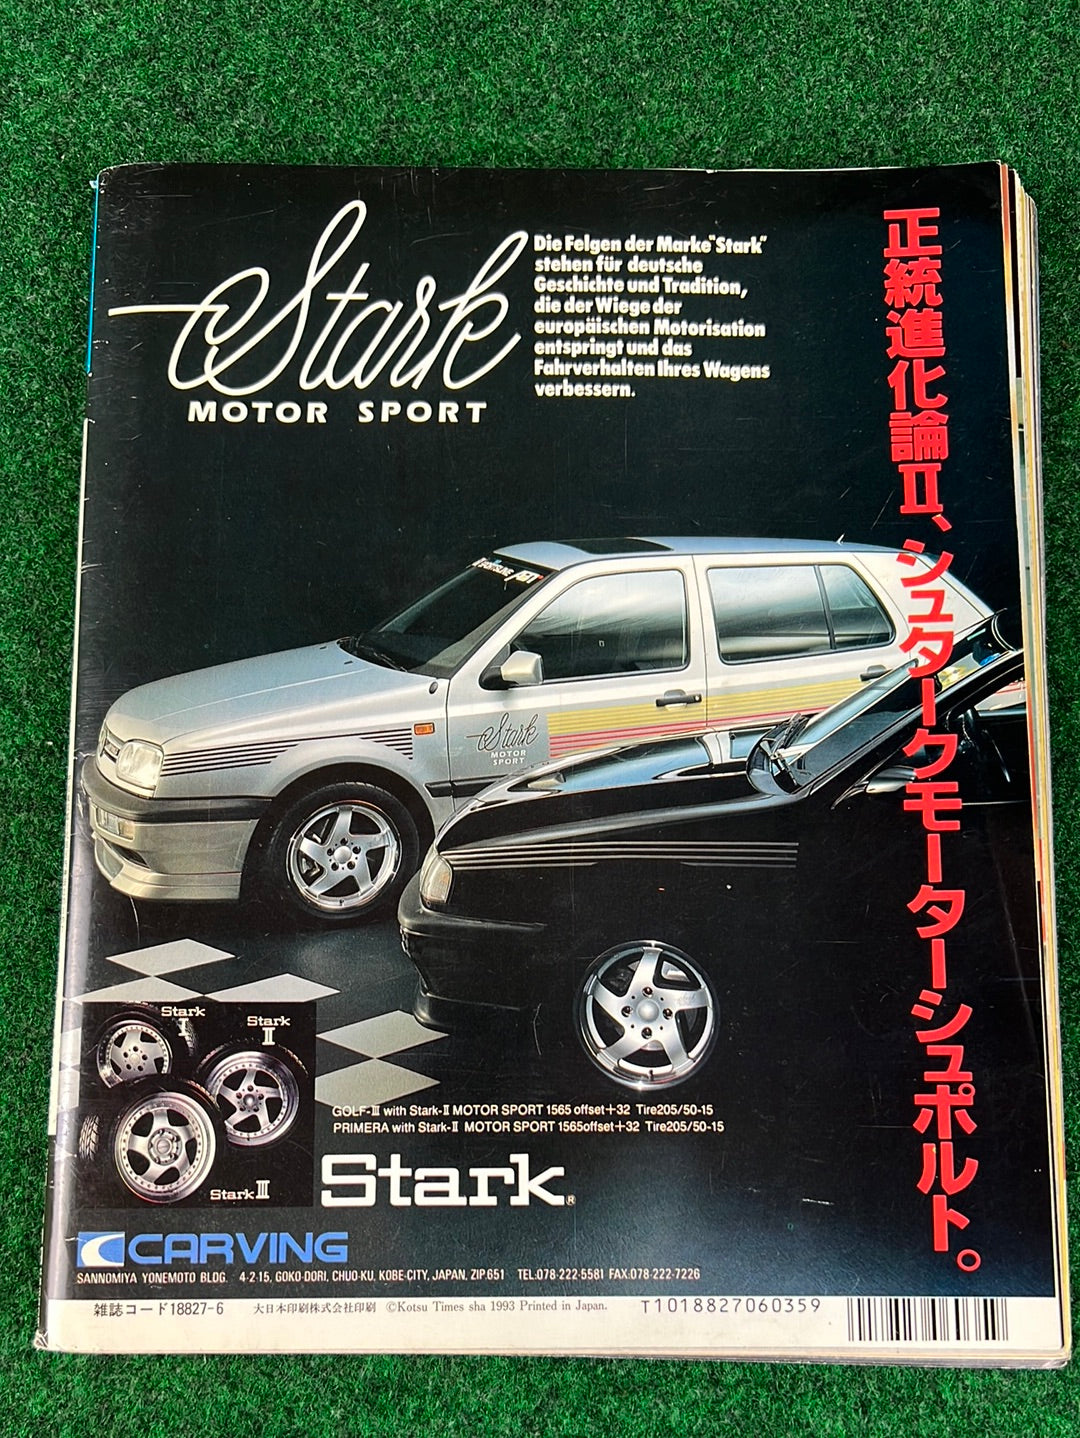 Stark
MOTOR SPORT
Die Felgen der Marke"Stark"
stehen für deutsche
Geschichte und Tradition,
die der Wiege der
europäischen Motorisation
entspringt und das
Fahrverhalten Ihres Wagens
verbessern.
正統進化論II、シュタークモーターシュポルト。
Stark
MOTOR
SPORT
Stark
I
Stark
II
Stark III
GOLF-III with Stark-II MOTOR SPORT 1565 offset+32 Tire205/50-15
PRIMERA with Stark-II MOTOR SPORT 1565offset+32 Tire205/50-15
Stark®
CARVING
SANNOMIYA YONEMOTO BLDG. 4-2-15, GOKO-DORI, CHUO-KU, KOBE-CITY, JAPAN, ZIP.651 TEL:078-222-5581 FAX:078-222-7226
雑誌コード18827-6 大日本印刷株式会社印刷 ©Kotsu Times sha 1993 Printed in Japan. T1018827060359